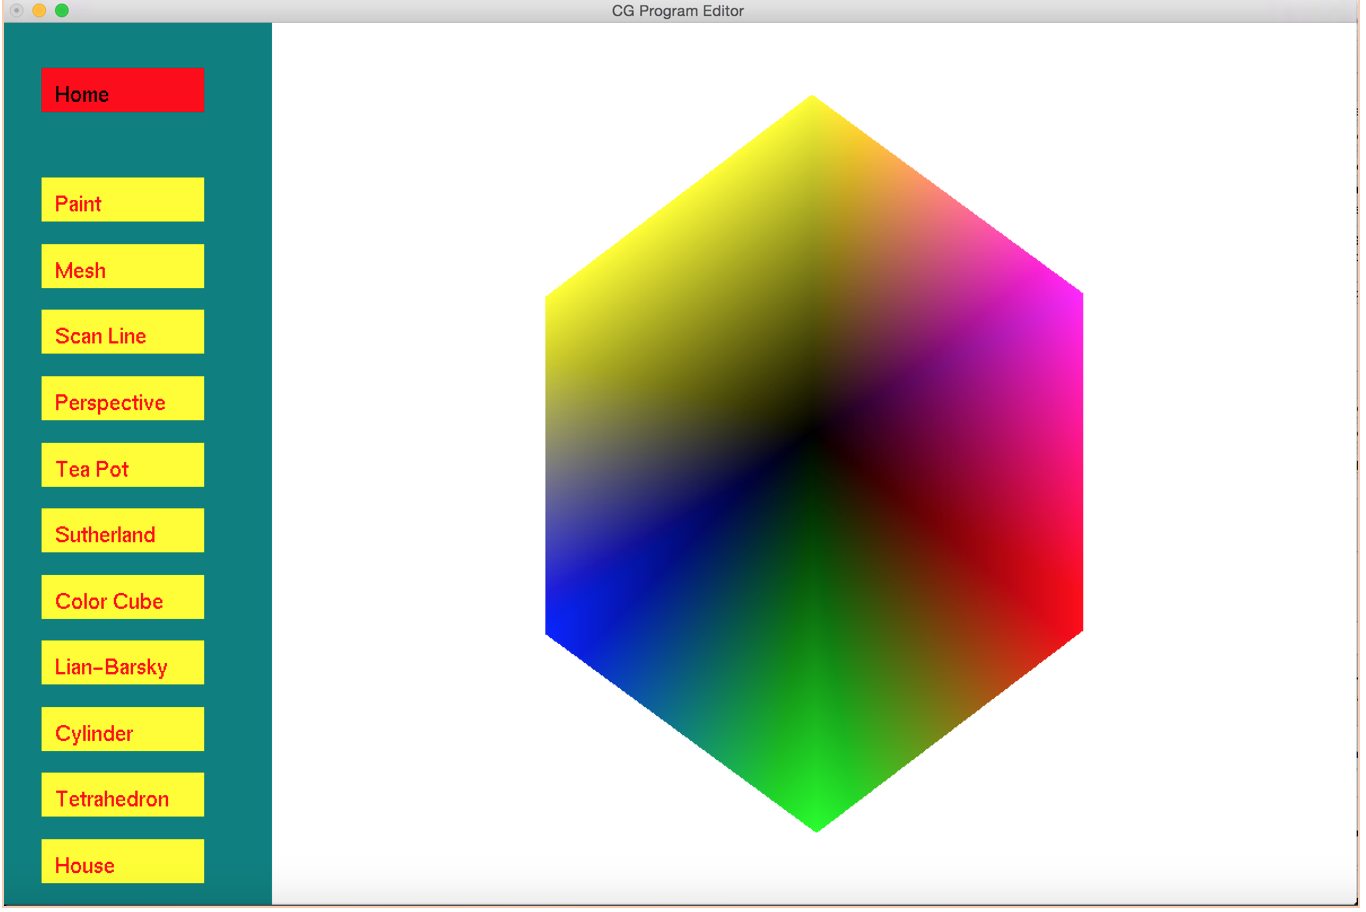 CG Program Editor
Home
Paint
Mesh
Scan Line
Perspective
Tea Pot
Sutherland
Color Cube
Lian-Barsky
Cylinder
Tetrahedron
House